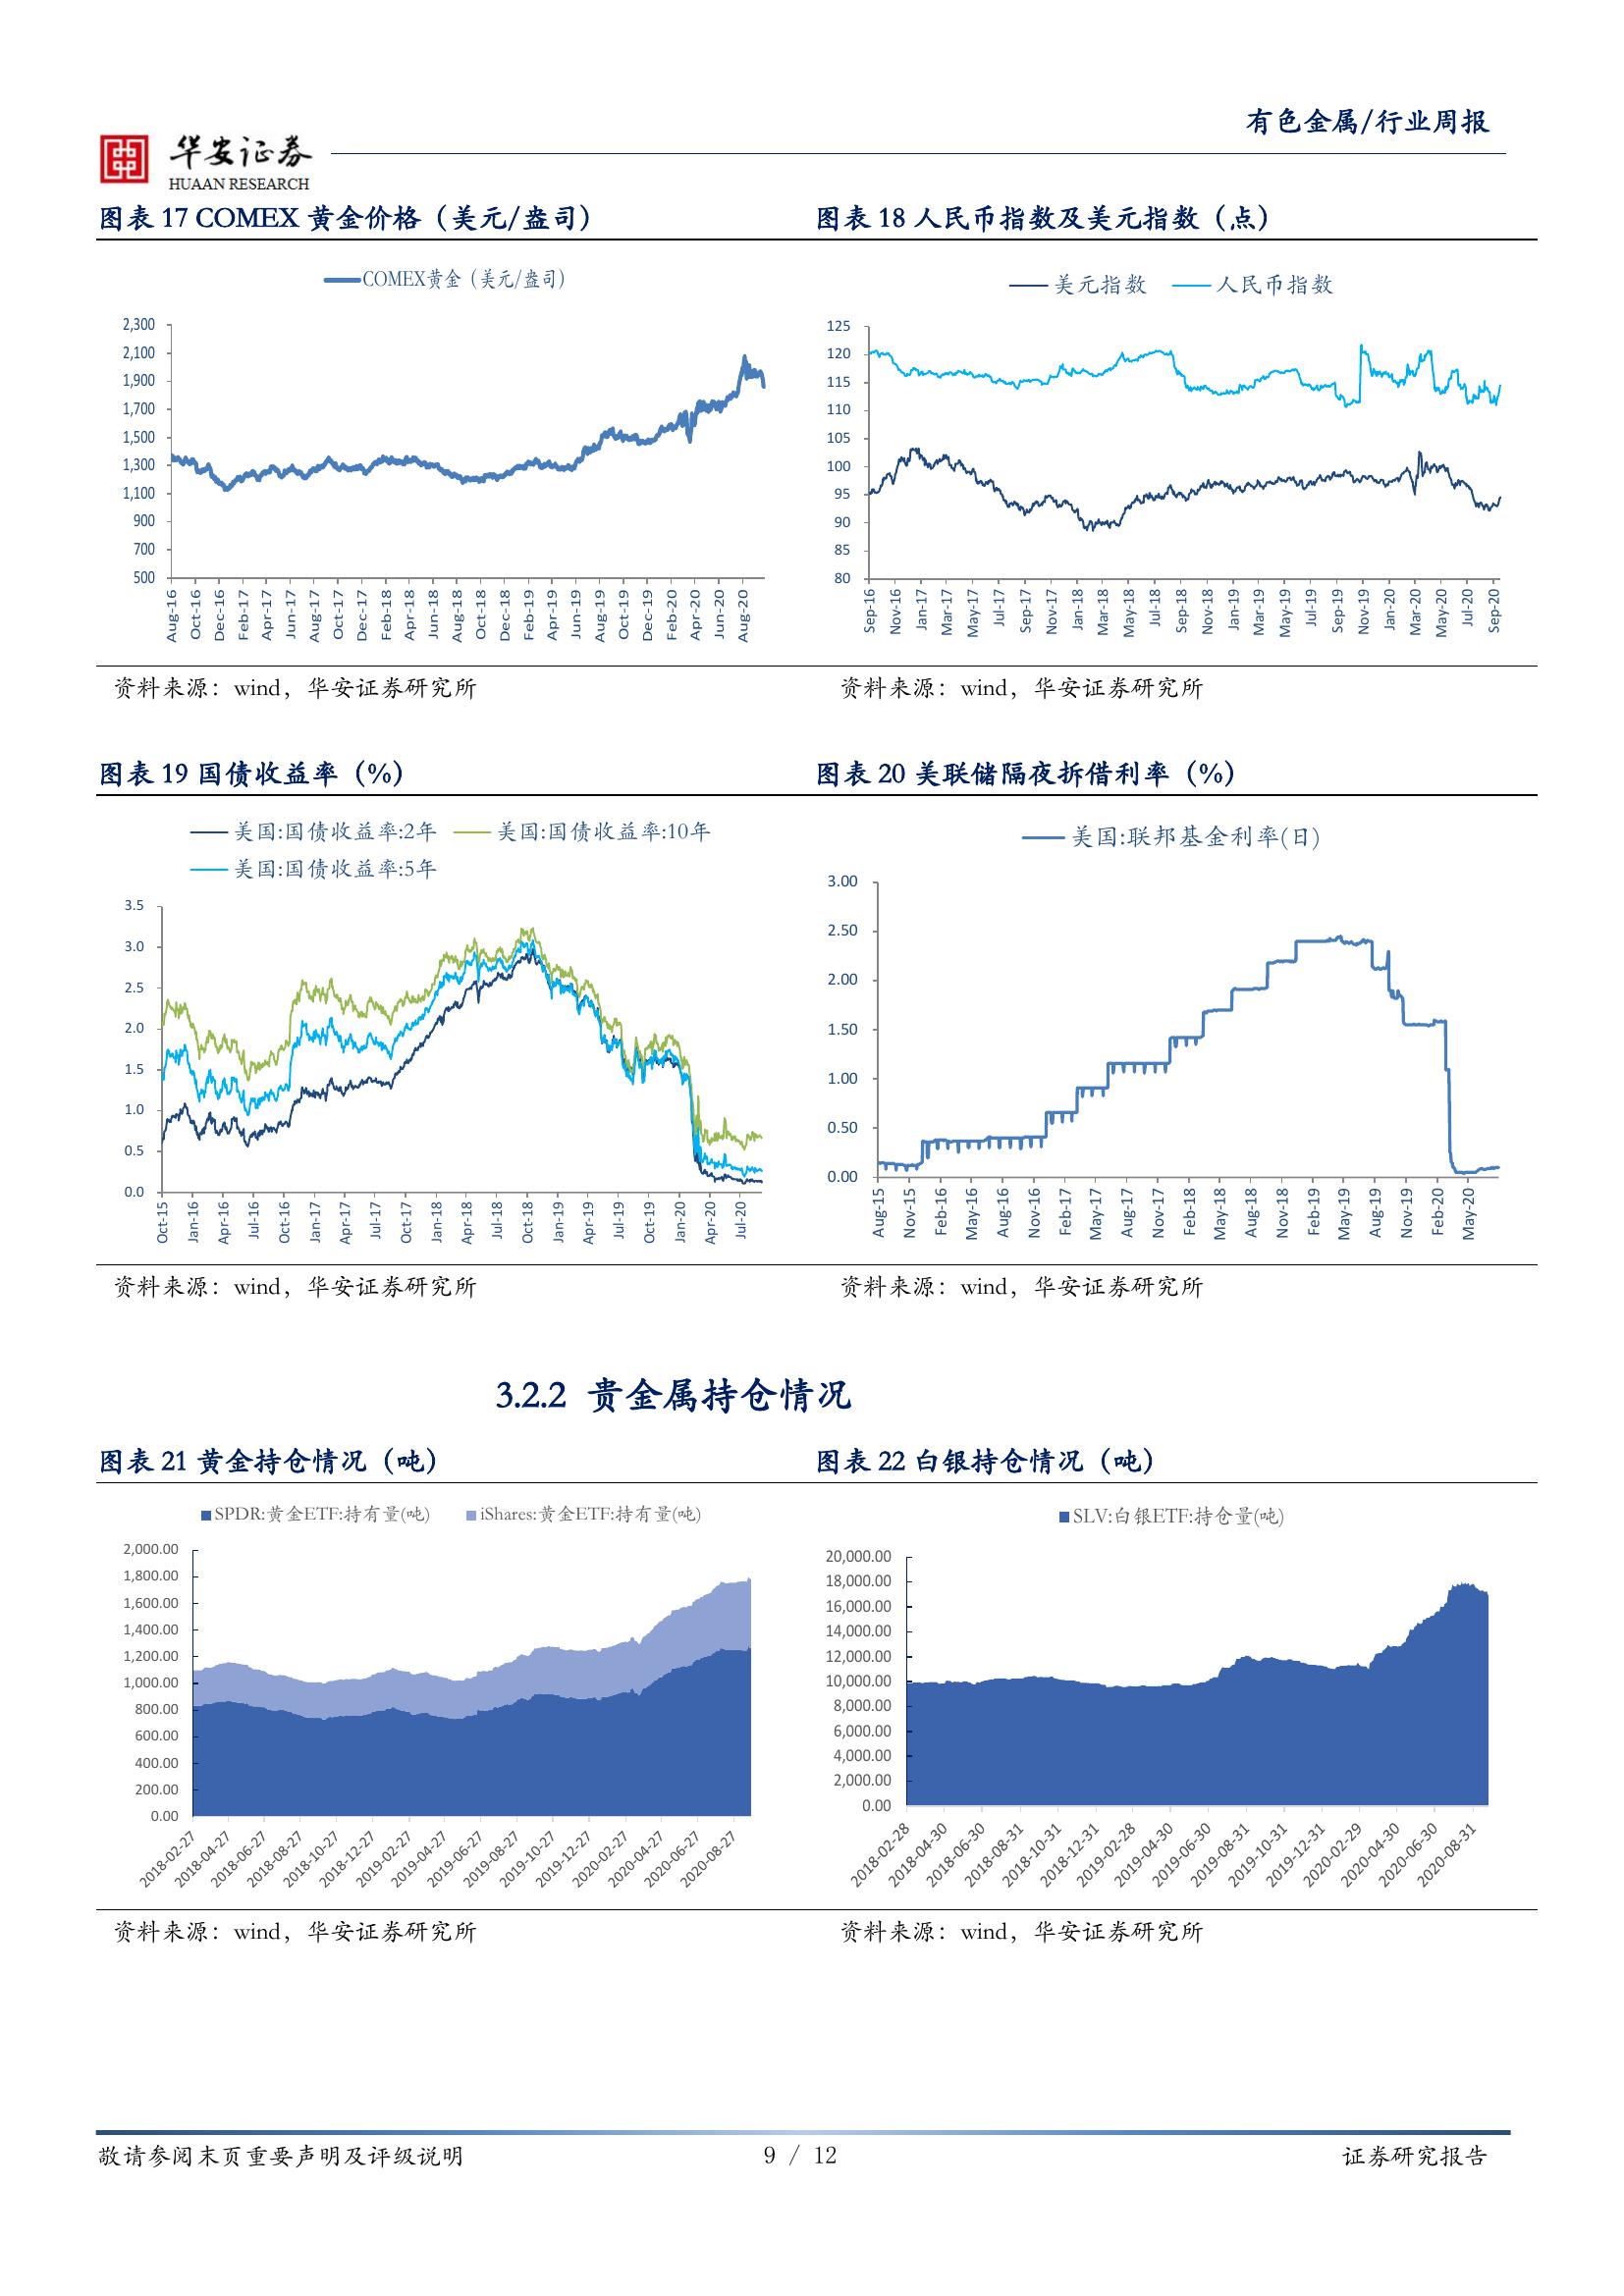 有色金属/行业周报
华安证券
HUAAN RESEARCH
图表 17 COMEX 黄金价格（美元/盎司）
COMEX黄金（美元/盎司）
2,300
2,100
1,900
1,700
1,500
1,300
1,100
900
700
500
Aug-16 Oct-16 Dec-16 Feb-17 Apr-17 Jun-17 Aug-17 Oct-17 Dec-17 Feb-18 Apr-18 Jun-18 Aug-18 Oct-18 Dec-18 Feb-19 Apr-19 Jun-19 Aug-19 Oct-19 Dec-19 Feb-20 Apr-20 Jun-20 Aug-20
资料来源：wind，华安证券研究所
图表 18 人民币指数及美元指数（点）
美元指数 人民币指数
125
120
115
110
105
100
95
90
85
80
Sep-16 Nov-16 Jan-17 Mar-17 May-17 Jul-17 Sep-17 Nov-17 Jan-18 Mar-18 May-18 Jul-18 Sep-18 Nov-18 Jan-19 Mar-19 May-19 Jul-19 Sep-19 Nov-19 Jan-20 Mar-20 May-20 Jul-20 Sep-20
资料来源：wind，华安证券研究所
图表 19 国债收益率（%）
美国:国债收益率:2年 美国:国债收益率:10年
美国:国债收益率:5年
3.5
3.0
2.5
2.0
1.5
1.0
0.5
0.0
Oct-15 Jan-16 Apr-16 Jul-16 Oct-16 Jan-17 Apr-17 Jul-17 Oct-17 Jan-18 Apr-18 Jul-18 Oct-18 Jan-19 Apr-19 Jul-19 Oct-19 Jan-20 Apr-20 Jul-20
资料来源：wind，华安证券研究所
图表 20 美联储隔夜拆借利率（%）
美国:联邦基金利率(日)
3.00
2.50
2.00
1.50
1.00
0.50
0.00
Aug-15 Nov-15 Feb-16 May-16 Aug-16 Nov-16 Feb-17 May-17 Aug-17 Nov-17 Feb-18 May-18 Aug-18 Nov-18 Feb-19 May-19 Aug-19 Nov-19 Feb-20 May-20
资料来源：wind，华安证券研究所
3.2.2 贵金属持仓情况
图表 21 黄金持仓情况（吨）
SPDR:黄金ETF:持有量(吨) iShares:黄金ETF:持有量(吨)
2,000.00
1,800.00
1,600.00
1,400.00
1,200.00
1,000.00
800.00
600.00
400.00
200.00
0.00
2018-02-27 2018-04-27 2018-06-27 2018-08-27 2018-10-27 2018-12-27 2019-02-27 2019-04-27 2019-06-27 2019-08-27 2019-10-27 2019-12-27 2020-02-27 2020-04-27 2020-06-27 2020-08-27
资料来源：wind，华安证券研究所
图表 22 白银持仓情况（吨）
SLV:白银ETF:持仓量(吨)
20,000.00
18,000.00
16,000.00
14,000.00
12,000.00
10,000.00
8,000.00
6,000.00
4,000.00
2,000.00
0.00
2018-02-28 2018-04-30 2018-06-30 2018-08-31 2018-10-31 2018-12-31 2019-02-28 2019-04-30 2019-06-30 2019-08-31 2019-10-31 2019-12-31 2020-02-29 2020-04-30 2020-06-30 2020-08-31
资料来源：wind，华安证券研究所
敬请参阅末页重要声明及评级说明
9 / 12
证券研究报告